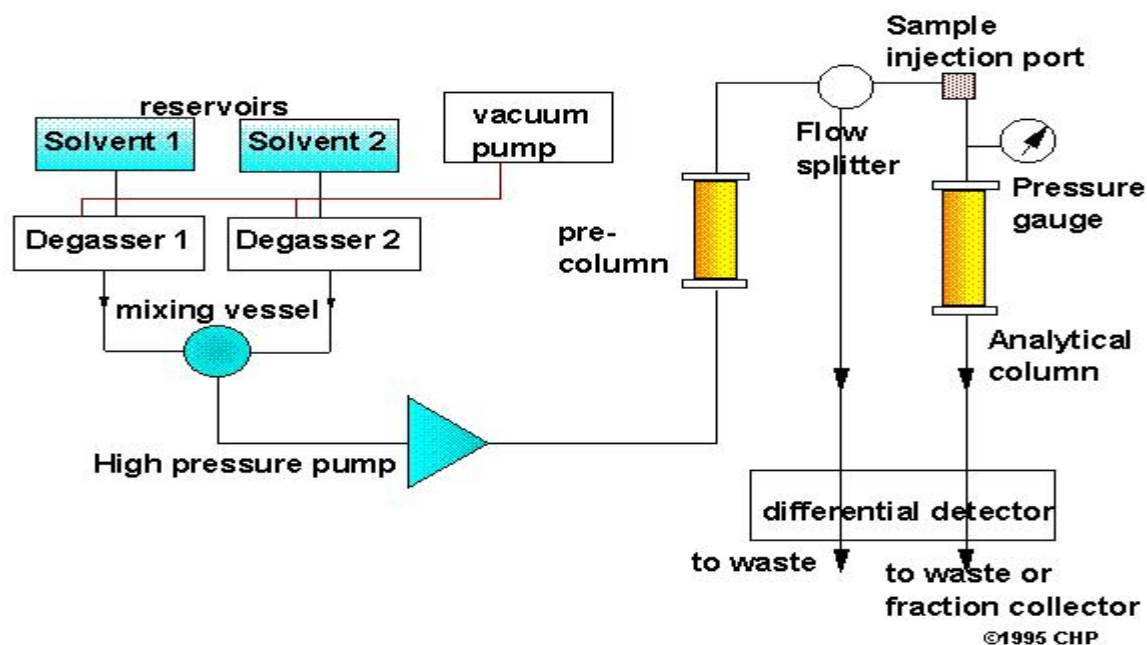 Sample
injection port
reservoirs
vacuum
pump
Solvent 1
Solvent 2
Flow
splitter
Pressure
gauge
Degasser 1
Degasser 2
pre-
column
mixing vessel
Analytical
column
High pressure pump
differential detector
to waste
to waste or
fraction collector
©1995 CHP